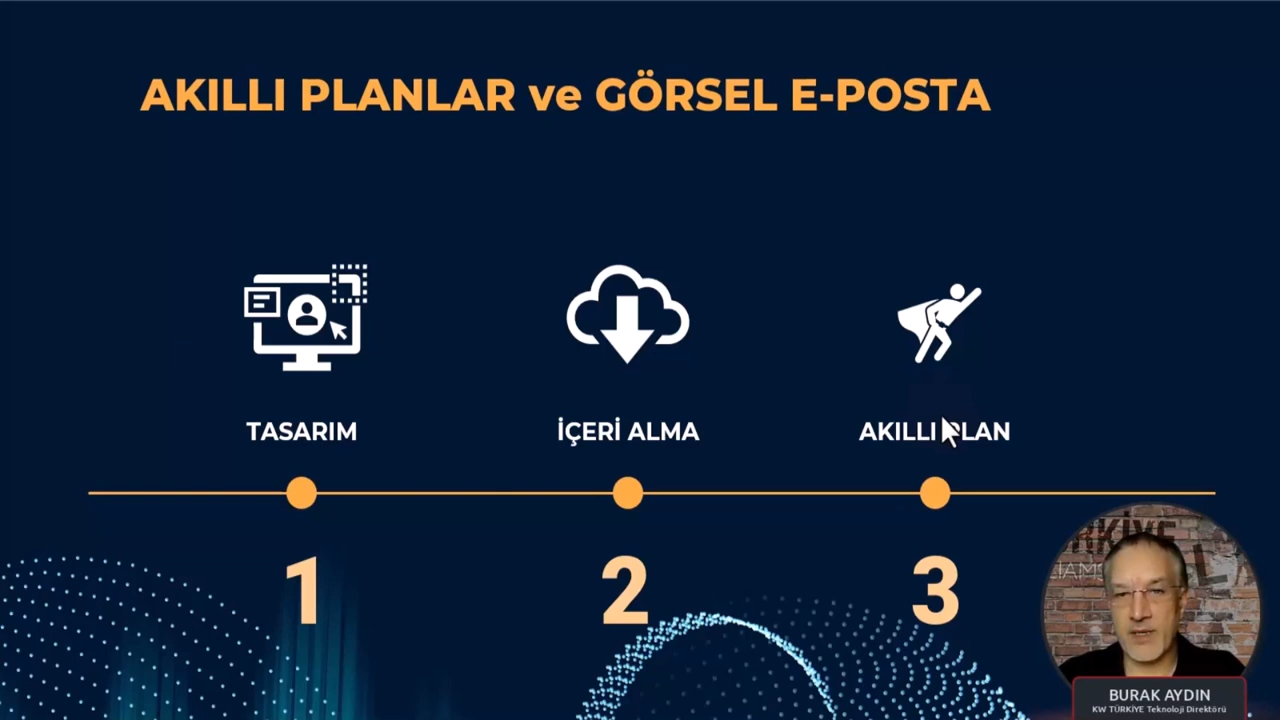 AKILLI PLANLAR ve GÖRSEL E-POSTA
TASARIM
İÇERİ ALMA
AKILLI PLAN
1
2
3
BURAK AYDIN
KW TÜRKİYE Teknoloji Direktörü